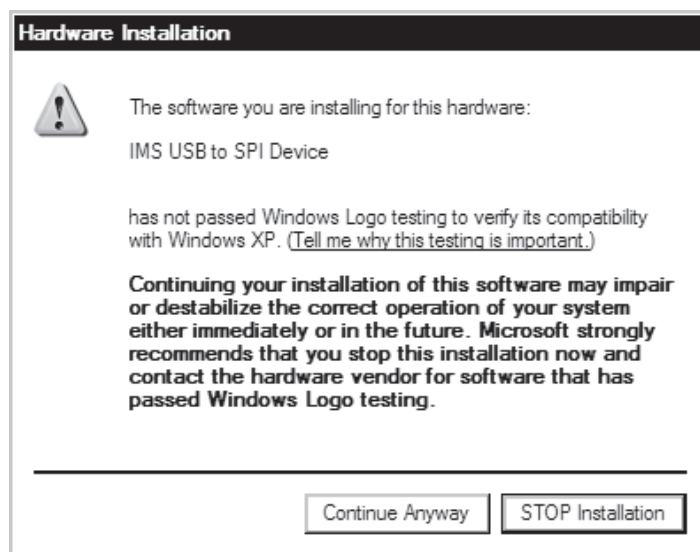 Hardware Installation
The software you are installing for this hardware:
IMS USB to SPI Device
has not passed Windows Logo testing to verify its compatibility
with Windows XP. (Tell me why this testing is important.)
Continuing your installation of this software may impair
or destabilize the correct operation of your system
either immediately or in the future. Microsoft strongly
recommends that you stop this installation now and
contact the hardware vendor for software that has
passed Windows Logo testing.
Continue Anyway
STOP Installation